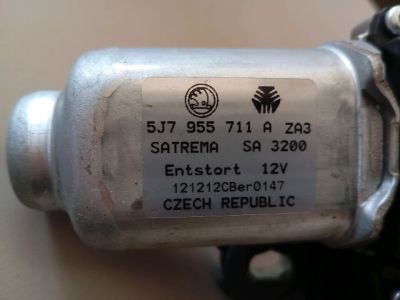 5J7 955 711 A ZA3
SATREMA SA 3200
Entstort 12V
121212CBer0147
CZECH REPUBLIC